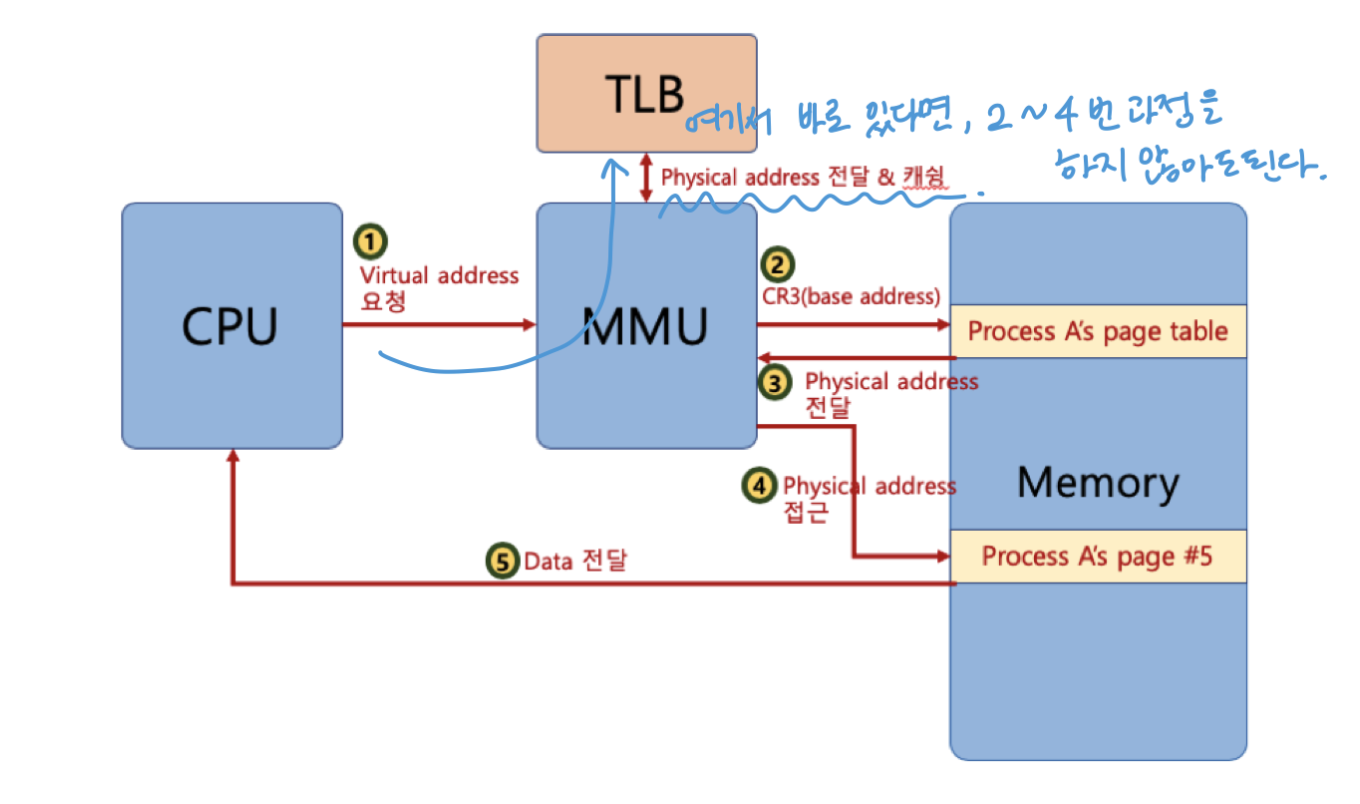 TLB
여기서 바로 있다면, 2~4번 과정을
하지 않아도된다.
Physical address 전달 & 캐슁
CPU
1
Virtual address
요청
MMU
2
CR3(base address)
Process A's page table
3
Physical address
전달
4
Physical address
접근
Memory
Process A's page #5
5
Data 전달